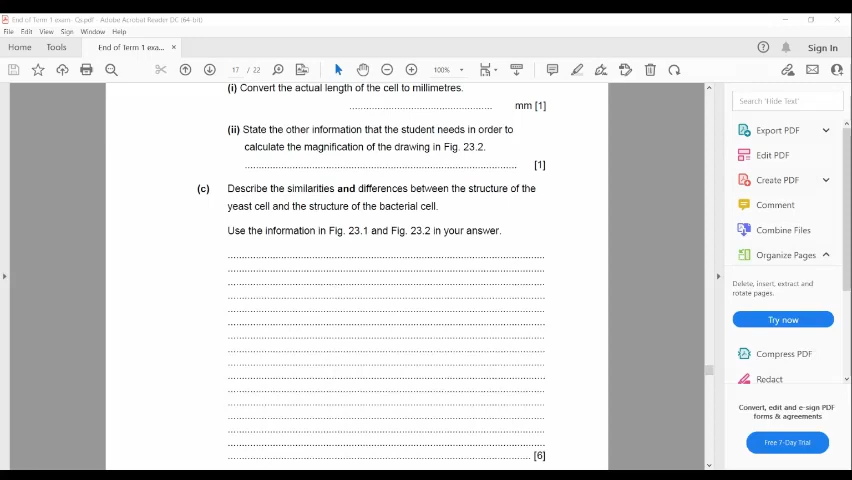 End of Term 1 exam- Qs.pdf - Adobe Acrobat Reader DC (64-bit)
File Edit View Sign Window Help
Home Tools End of Term 1 exa... × Sign In
17 / 22 100%
(i) Convert the actual length of the cell to millimetres.
.................................................. mm [1]
(ii) State the other information that the student needs in order to
calculate the magnification of the drawing in Fig. 23.2.
.................................................. [1]
(c) Describe the similarities and differences between the structure of the
yeast cell and the structure of the bacterial cell.
Use the information in Fig. 23.1 and Fig. 23.2 in your answer.
.................................................. [6]
Search 'Hide Text'
Export PDF
Edit PDF
Create PDF
Comment
Combine Files
Organize Pages
Delete, insert, extract and
rotate pages.
Try now
Compress PDF
Redact
Convert, edit and e-sign PDF
forms & agreements
Free 7-Day Trial